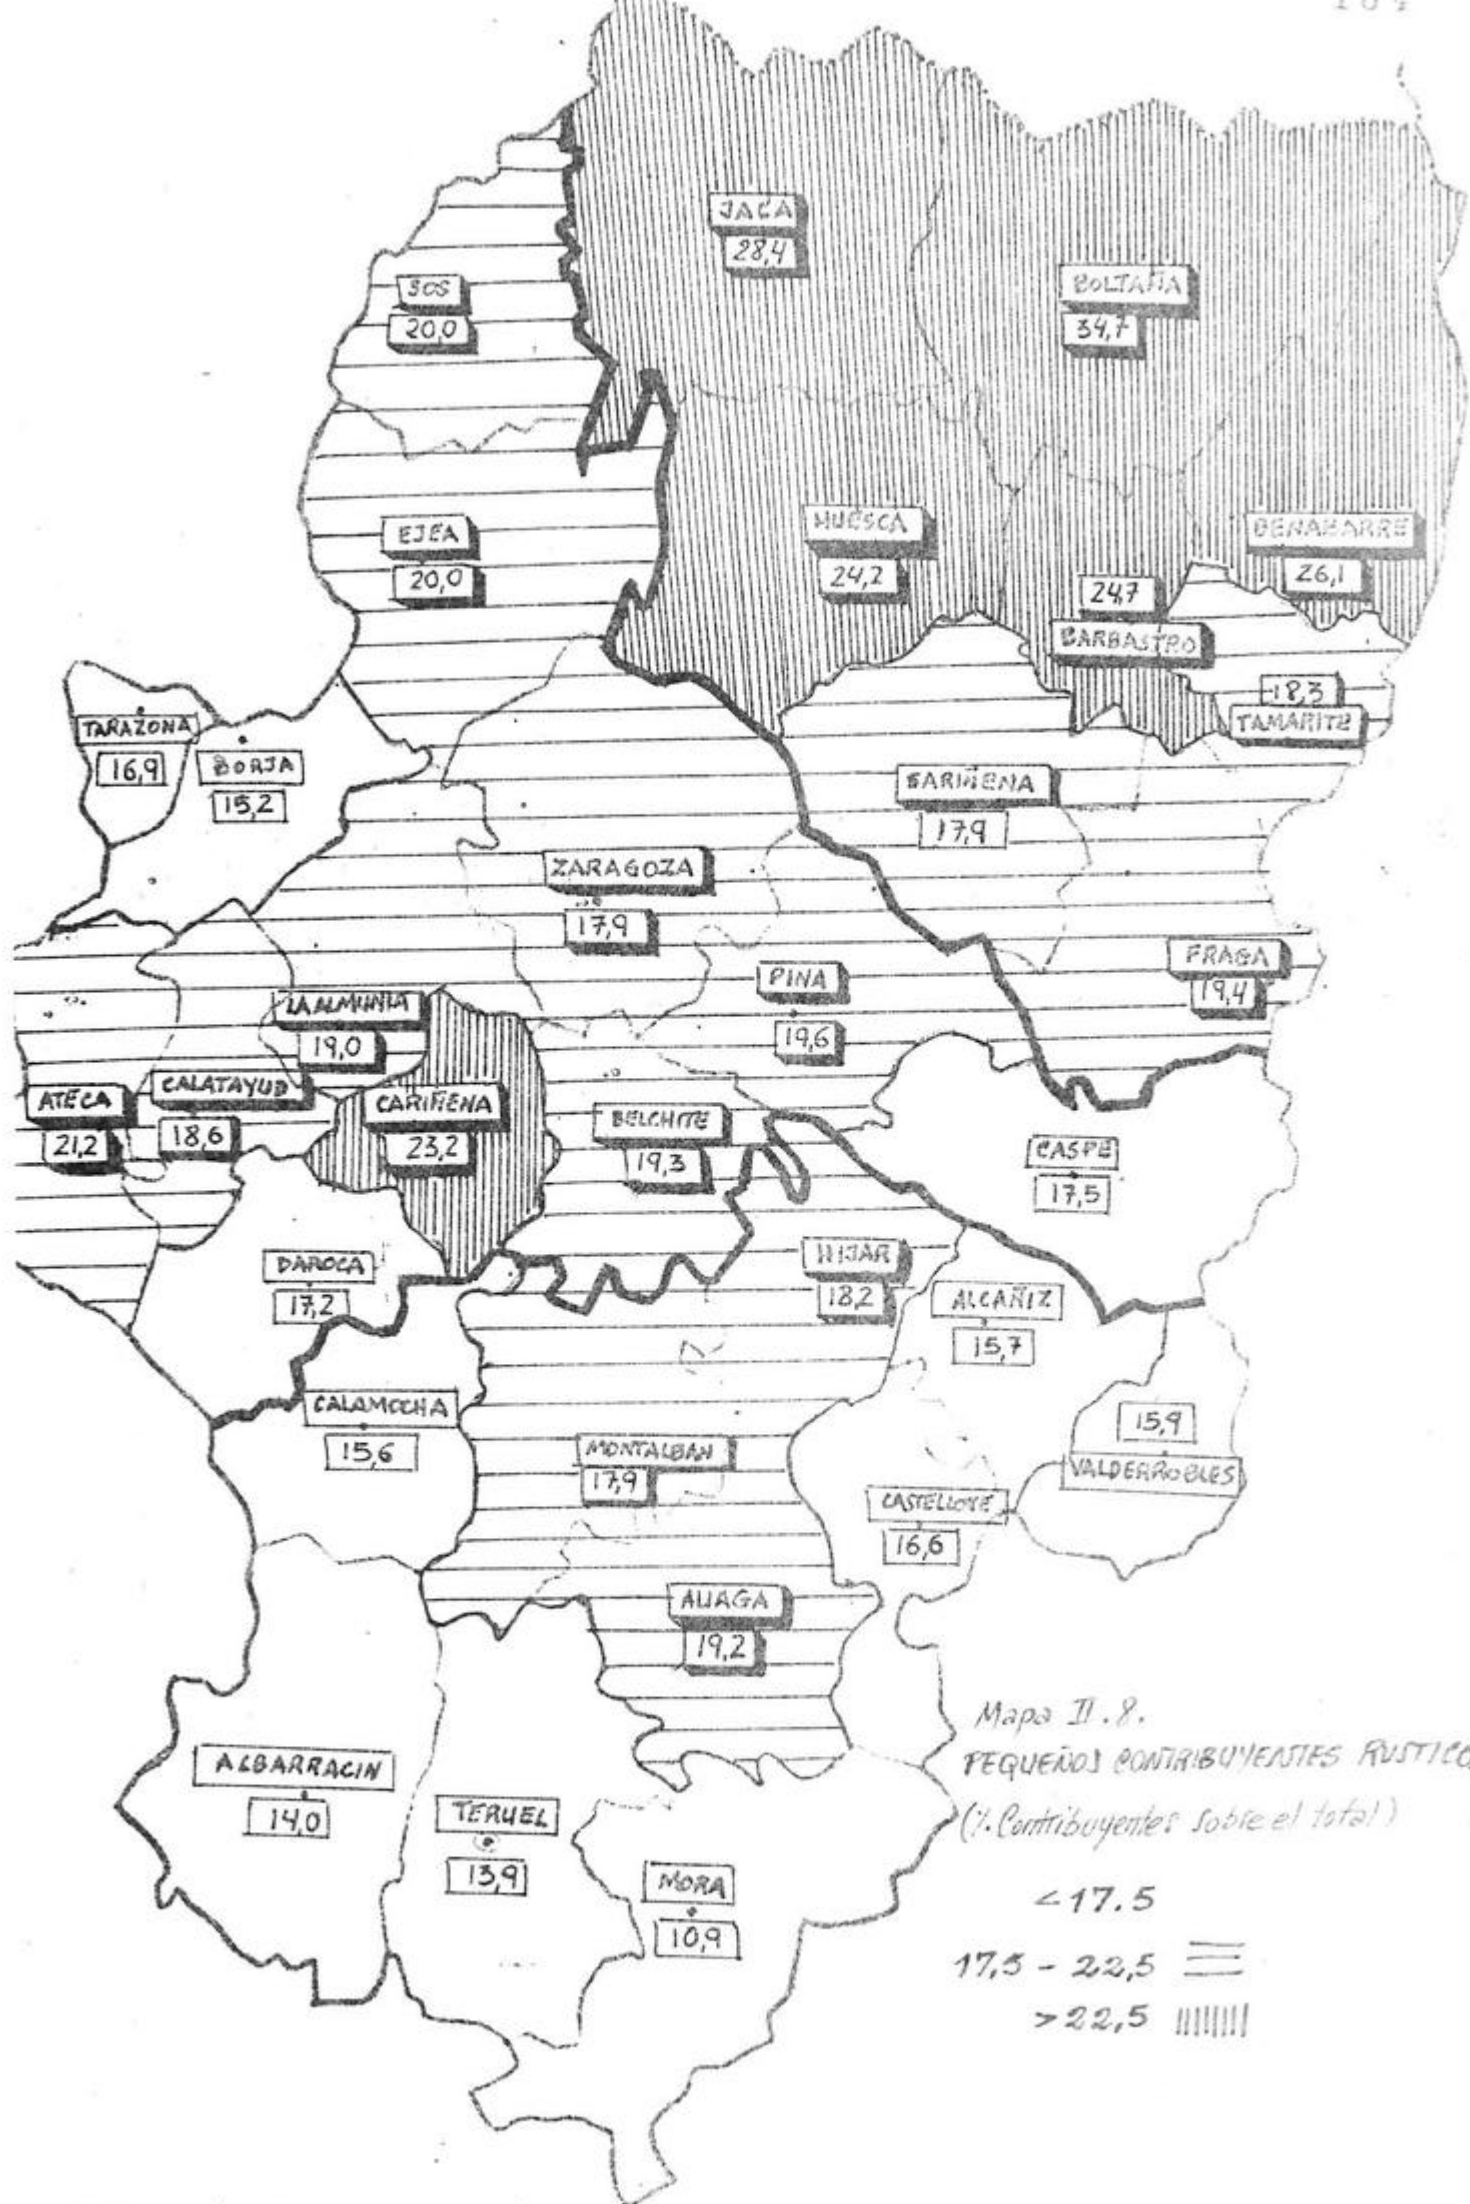 JACA
28,4
BOLTAÑA
34,7
SOS
20,0
EJEA
20,0
HUESCA
24,2
BENABARRE
26,1
24,7
BARBASTRO
18,3
TAMARITE
TARAZONA
16,9
BORJA
15,2
SARIÑENA
17,9
ZARAGOZA
17,9
PINA
19,6
FRAGA
19,4
LA ALMUNIA
19,0
ATECA
21,2
CALATAYUD
18,6
CARIÑENA
23,2
BELCHITE
19,3
CASPE
17,5
DAROCA
17,2
HIJAR
18,2
ALCAÑIZ
15,7
CALAMOCHA
15,6
MONTALBAN
17,9
15,9
VALDERROBLES
CASTELLOTE
16,6
ALIAGA
19,2
ALBARRACIN
14,0
TERUEL
13,9
MORA
10,9
Mapa II.8.
PEQUEÑOS CONTRIBUYENTES RUSTICO
(% Contribuyentes sobre el total)
<17.5
17,5 - 22,5
>22,5